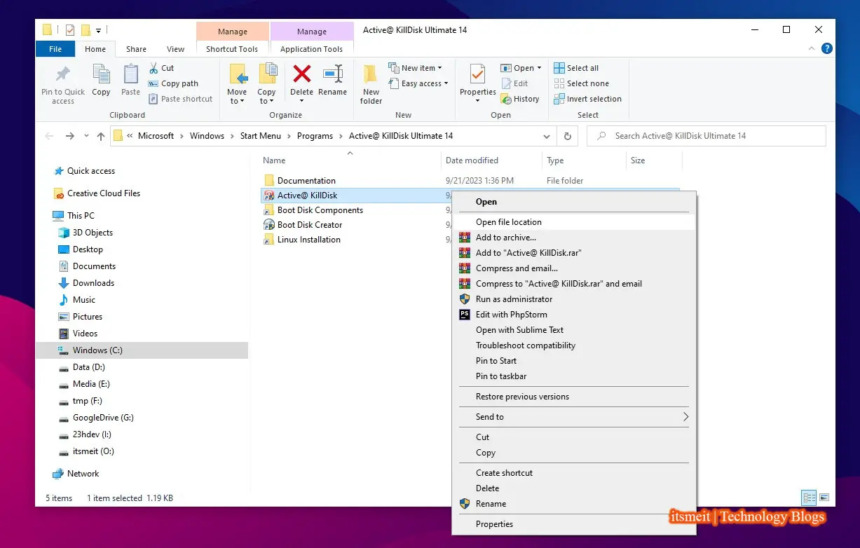 Manage
Manage
Active@ KillDisk Ultimate 14
File
Home
Share
View
Shortcut Tools
Application Tools
Pin to Quick access
Copy
Paste
Cut
Copy path
Paste shortcut
Clipboard
Move to
Copy to
Delete
Rename
Organize
New folder
New item
Easy access
New
Properties
Open
Edit
History
Open
Select all
Select none
Invert selection
Select
« Microsoft > Windows > Start Menu > Programs > Active@ KillDisk Ultimate 14
Search Active@ KillDisk Ultimate 14
Quick access
Creative Cloud Files
This PC
3D Objects
Desktop
Documents
Downloads
Music
Pictures
Videos
Windows (C:)
Data (D:)
Media (E:)
tmp (F:)
GoogleDrive (G:)
23hdev (I:)
itsmeit (O:)
Network
Name Date modified Type Size
Documentation 9/21/2023 1:36 PM File folder
Active@ KillDisk 9/
Boot Disk Components 9/
Boot Disk Creator 9/
Linux Installation 9/
Open
Open file location
Add to archive...
Add to "Active@ KillDisk.rar"
Compress and email...
Compress to "Active@ KillDisk.rar" and email
Run as administrator
PS Edit with PhpStorm
Open with Sublime Text
Troubleshoot compatibility
Pin to Start
Pin to taskbar
Restore previous versions
Send to
Cut
Copy
Create shortcut
Delete
Rename
Properties
5 items 1 item selected 1.19 KB
itsmeit | Technology Blogs